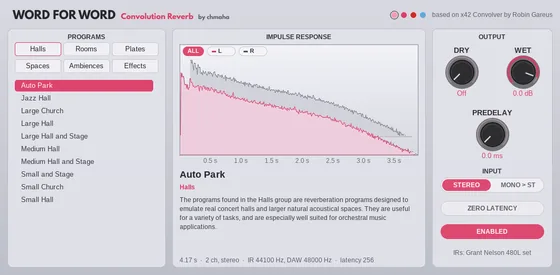 WORD FOR WORD Convolution Reverb by chmaha
based on x42 Convolver by Robin Gareus
PROGRAMS
Halls Rooms Plates
Spaces Ambiences Effects
Auto Park
Jazz Hall
Large Church
Large Hall
Large Hall and Stage
Medium Hall
Medium Hall and Stage
Small and Stage
Small Church
Small Hall
IMPULSE RESPONSE
ALL L R
0.5 s 1.0 s 1.5 s 2.0 s 2.5 s 3.0 s 3.5 s
Auto Park
Halls
The programs found in the Halls group are reverberation programs designed to
emulate real concert halls and larger natural acoustical spaces. They are useful
for a variety of tasks, and are especially well suited for orchestral music
applications.
4.17 s · 2 ch, stereo · IR 44100 Hz, DAW 48000 Hz · latency 256
OUTPUT
DRY WET
Off 0.0 dB
PREDELAY
0.0 ms
INPUT
STEREO MONO > ST
ZERO LATENCY
ENABLED
IRs: Grant Nelson 480L set